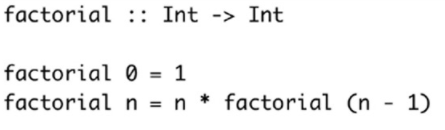 factorial :: Int -> Int
factorial 0 = 1
factorial n = n * factorial (n - 1)